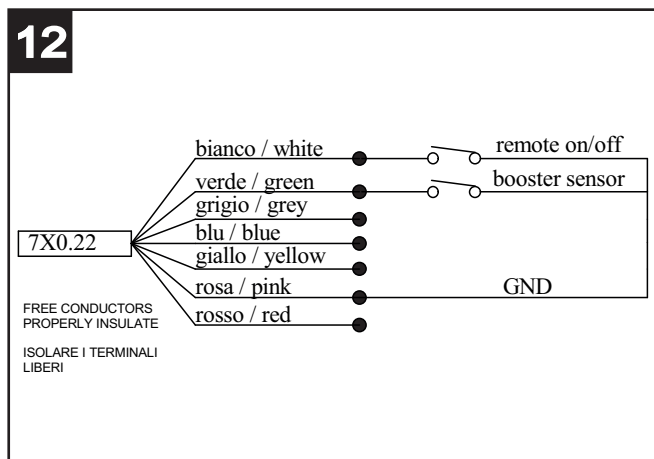 12
bianco / white
remote on/off
verde / green
booster sensor
grigio / grey
7X0.22
blu / blue
giallo / yellow
rosa / pink
GND
rosso / red
FREE CONDUCTORS
PROPERLY INSULATE
ISOLARE I TERMINALI
LIBERI